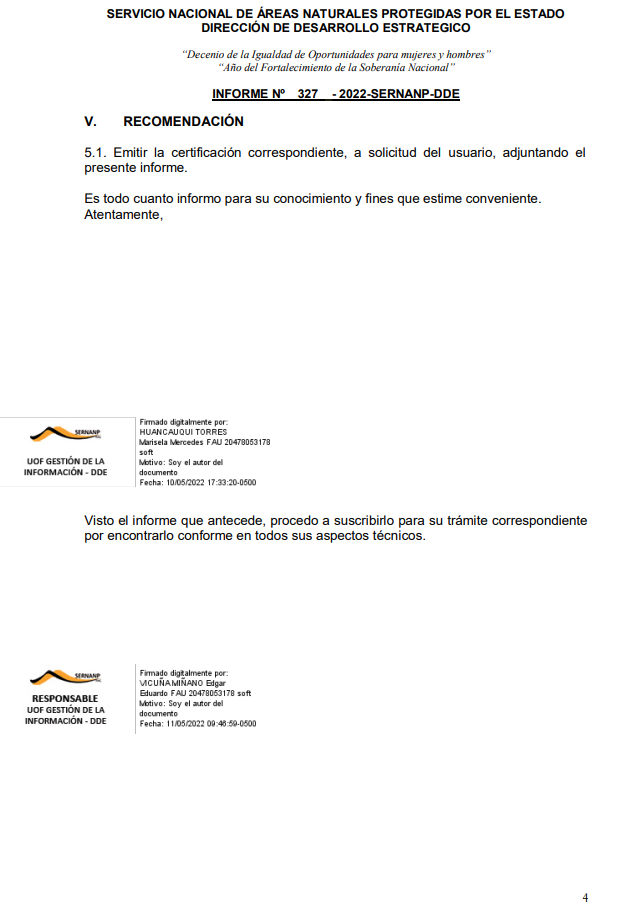 SERVICIO NACIONAL DE ÁREAS NATURALES PROTEGIDAS POR EL ESTADO
DIRECCIÓN DE DESARROLLO ESTRATEGICO
“Decenio de la Igualdad de Oportunidades para mujeres y hombres”
“Año del Fortalecimiento de la Soberanía Nacional”
INFORME Nº 327 - 2022-SERNANP-DDE
V. RECOMENDACIÓN
5.1. Emitir la certificación correspondiente, a solicitud del usuario, adjuntando el
presente informe.
Es todo cuanto informo para su conocimiento y fines que estime conveniente.
Atentamente,
SERNANP
UOF GESTIÓN DE LA
INFORMACIÓN - DDE
Firmado digitalmente por:
HUANCAUQUI TORRES
Marisela Mercedes FAU 20478053178
soft
Motivo: Soy el autor del
documento
Fecha: 10/05/2022 17:33:20-0500
Visto el informe que antecede, procedo a suscribirlo para su trámite correspondiente
por encontrarlo conforme en todos sus aspectos técnicos.
SERNANP
RESPONSABLE
UOF GESTIÓN DE LA
INFORMACIÓN - DDE
Firmado digitalmente por:
VICUÑA MIÑANO Edgar
Eduardo FAU 20478053178 soft
Motivo: Soy el autor del
documento
Fecha: 11/05/2022 09:46:59-0500
4